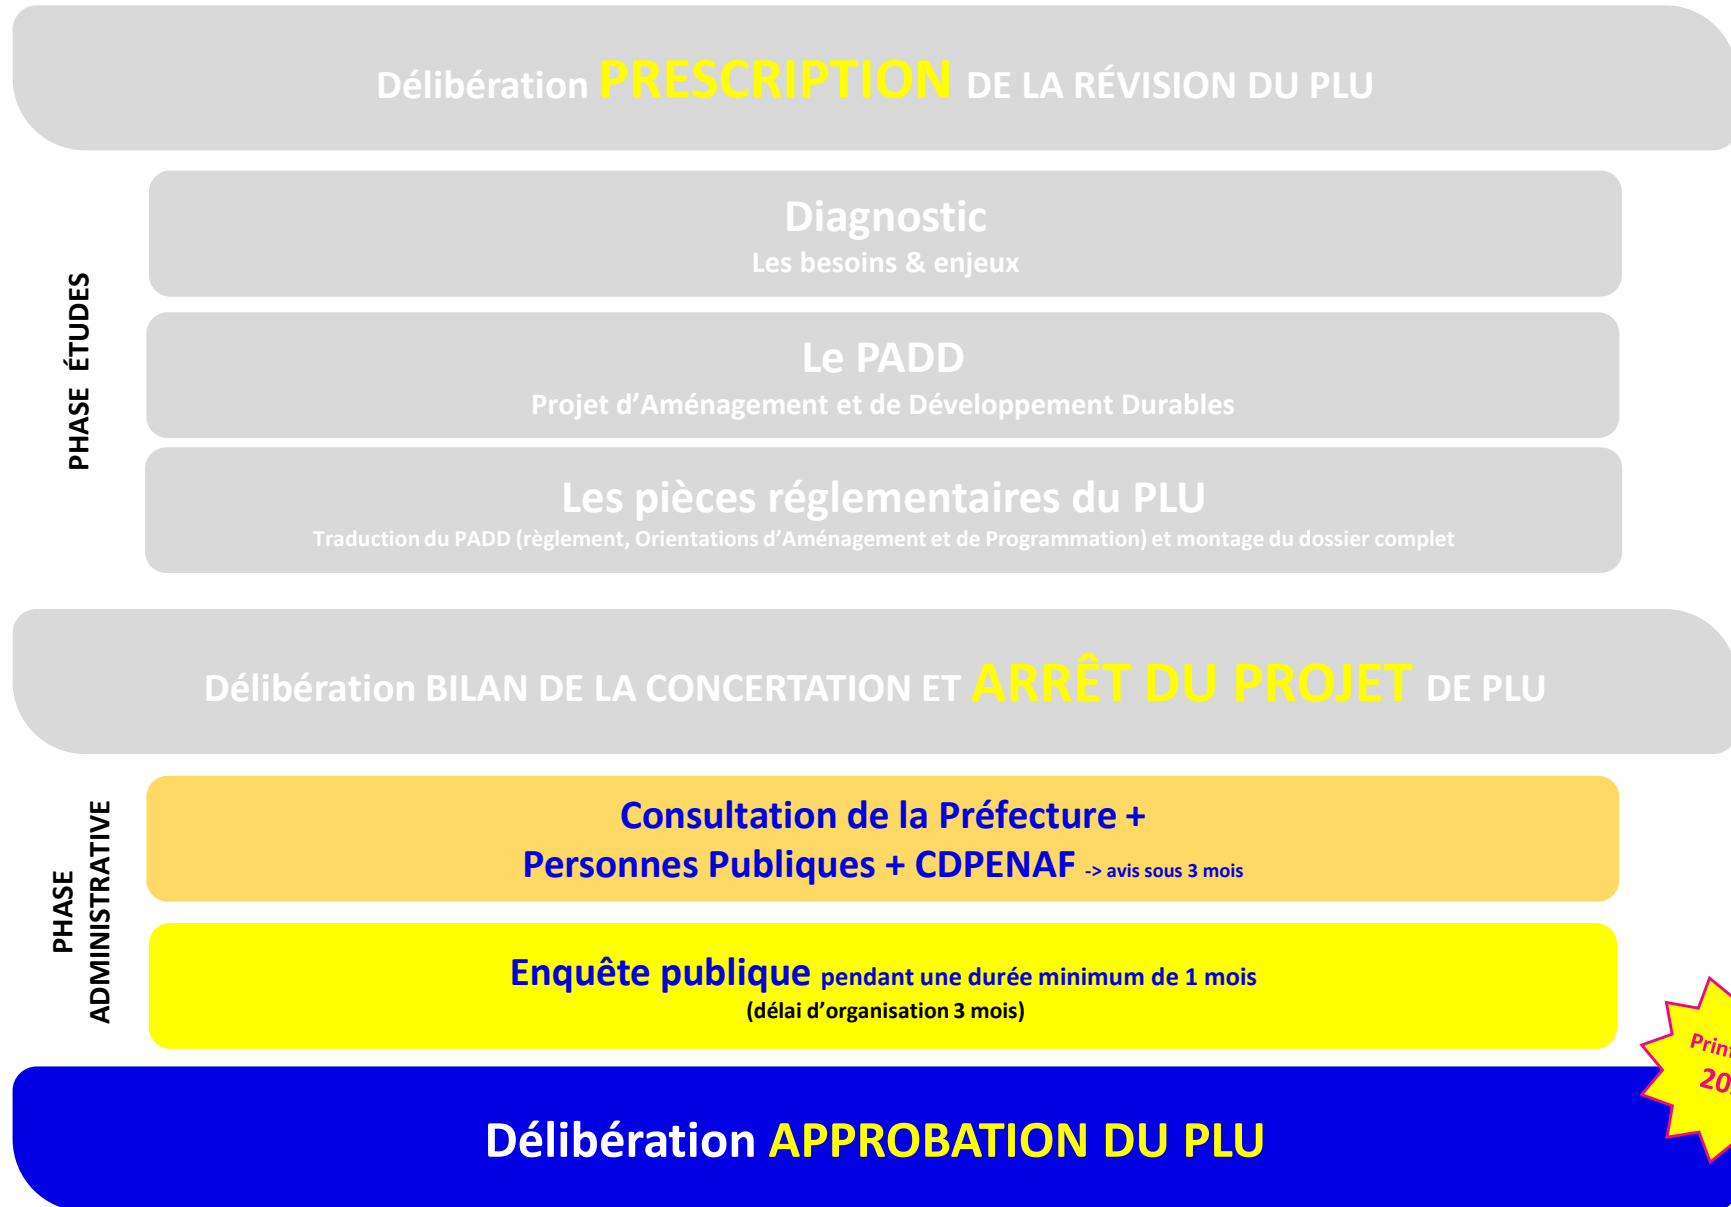 Délibération PRESCRIPTION DE LA RÉVISION DU PLU
PHASE ÉTUDES
Diagnostic
Les besoins & enjeux
Le PADD
Projet d’Aménagement et de Développement Durables
Les pièces réglementaires du PLU
Traduction du PADD (règlement, Orientations d’Aménagement et de Programmation) et montage du dossier complet
Délibération BILAN DE LA CONCERTATION ET ARRÊT DU PROJET DE PLU
PHASE
ADMINISTRATIVE
Consultation de la Préfecture +
Personnes Publiques + CDPENAF -> avis sous 3 mois
Enquête publique pendant une durée minimum de 1 mois
(délai d’organisation 3 mois)
Délibération APPROBATION DU PLU